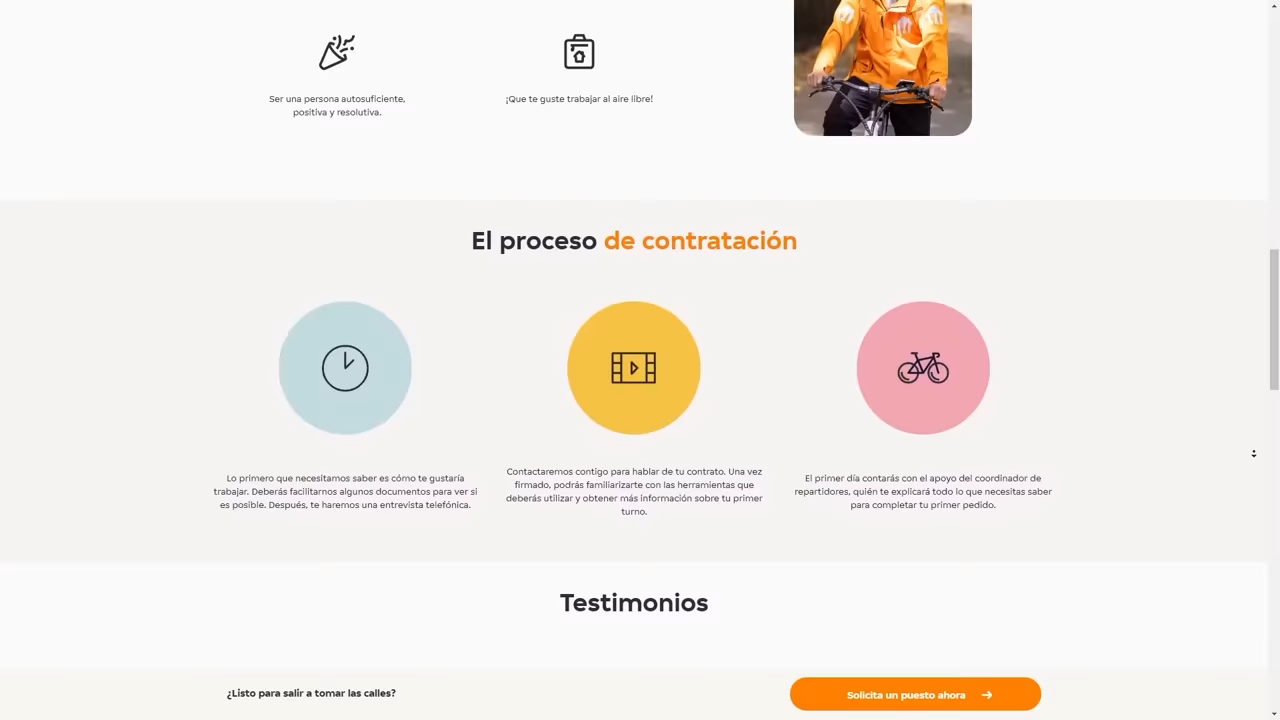 Ser una persona autosuficiente,
positiva y resolutiva.
¡Que te guste trabajar al aire libre!
El proceso de contratación
Lo primero que necesitamos saber es cómo te gustaría
trabajar. Deberás facilitarnos algunos documentos para ver si
es posible. Después, te haremos una entrevista telefónica.
Contactaremos contigo para hablar de tu contrato. Una vez
firmado, podrás familiarizarte con las herramientas que
deberás utilizar y obtener más información sobre tu primer
turno.
El primer día contarás con el apoyo del coordinador de
repartidores, quién te explicará todo lo que necesitas saber
para completar tu primer pedido.
Testimonios
¿Listo para salir a tomar las calles?
Solicita un puesto ahora